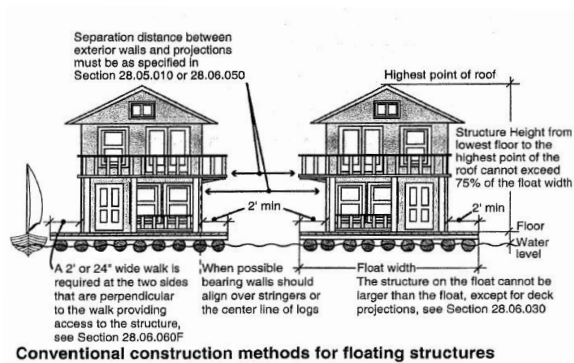 Separation distance between
exterior walls and projections
must be as specified in
Section 28.05.010 or 28.06.050
Highest point of roof
Structure Height from
lowest floor to the
highest point of the
roof cannot exceed
75% of the float width
2' min
2' min
Floor
Water
level
A 2' or 24" wide walk is
required at the two sides
that are perpendicular
to the walk providing
access to the structure,
see Section 28.06.060F
When possible
bearing walls should
align over stringers or
the center line of logs
Float width
The structure on the float cannot be
larger than the float, except for deck
projections, see Section 28.06.030
Conventional construction methods for floating structures